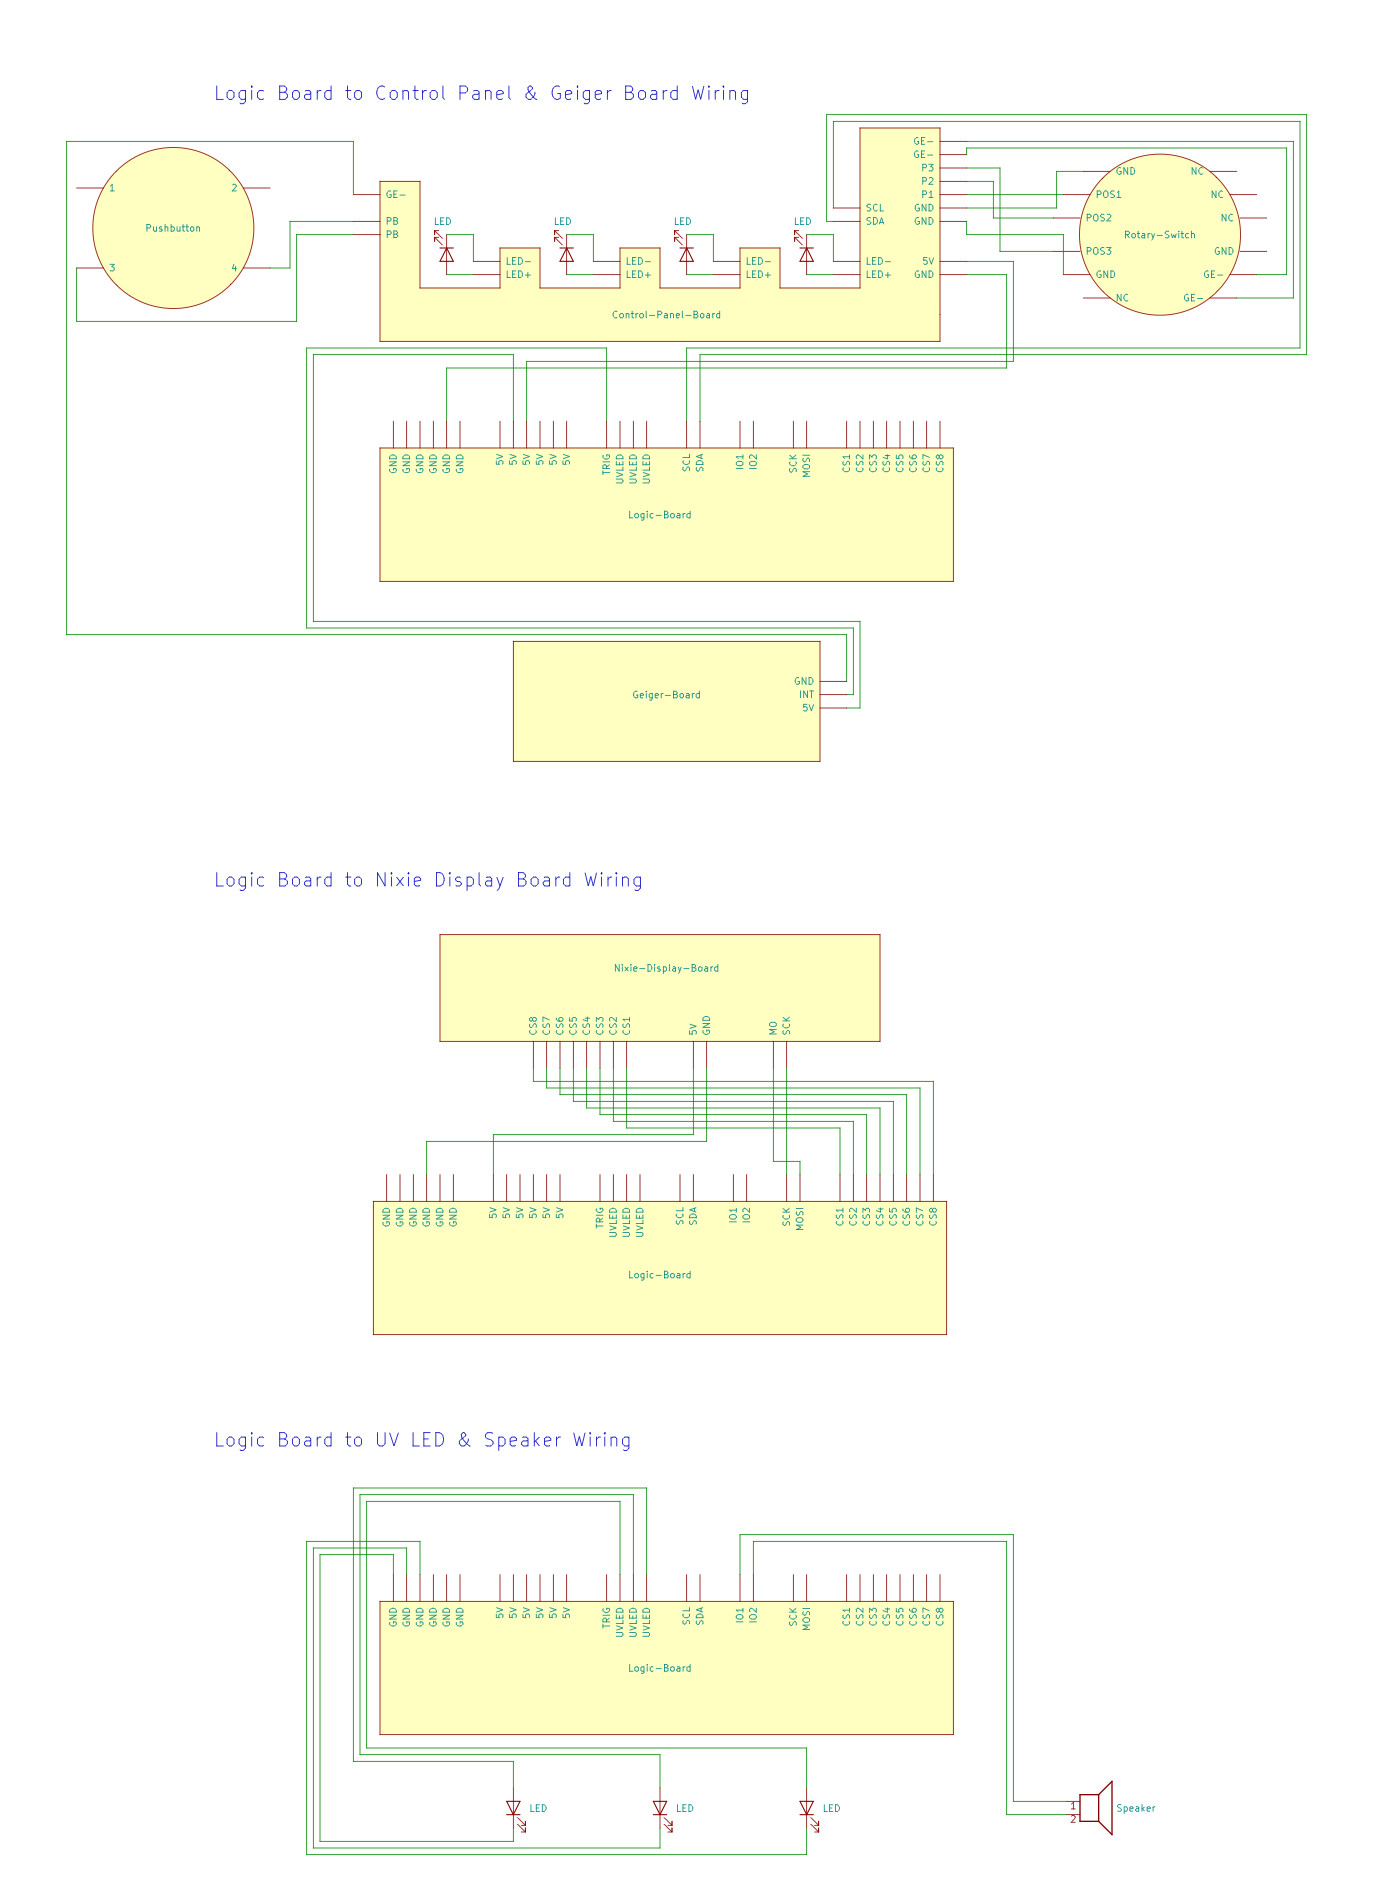 Logic Board to Control Panel & Geiger Board Wiring
GE-
GE-
P3
P2
P1
GND
GND
5V
GND
SCL
SDA
LED-
LED+
GND
POS1
POS2
POS3
GND
NC
NC
NC
NC
GND
GE-
GE-
Rotary-Switch
1
2
3
4
Pushbutton
GE-
PB
PB
LED
LED
LED
LED
LED-
LED+
LED-
LED+
LED-
LED+
Control-Panel-Board
GND GND GND GND GND GND 5V 5V 5V 5V 5V 5V TRIG UVLED UVLED UVLED SCL SDA IO1 IO2 SCK MOSI CS1 CS2 CS3 CS4 CS5 CS6 CS7 CS8
Logic-Board
Geiger-Board
GND
INT
5V
Logic Board to Nixie Display Board Wiring
Nixie-Display-Board
CS8 CS7 CS6 CS5 CS4 CS3 CS2 CS1 5V GND MO SCK
GND GND GND GND GND GND 5V 5V 5V 5V 5V 5V TRIG UVLED UVLED UVLED SCL SDA IO1 IO2 SCK MOSI CS1 CS2 CS3 CS4 CS5 CS6 CS7 CS8
Logic-Board
Logic Board to UV LED & Speaker Wiring
GND GND GND GND GND GND 5V 5V 5V 5V 5V 5V TRIG UVLED UVLED UVLED SCL SDA IO1 IO2 SCK MOSI CS1 CS2 CS3 CS4 CS5 CS6 CS7 CS8
Logic-Board
LED
LED
LED
1
2
Speaker